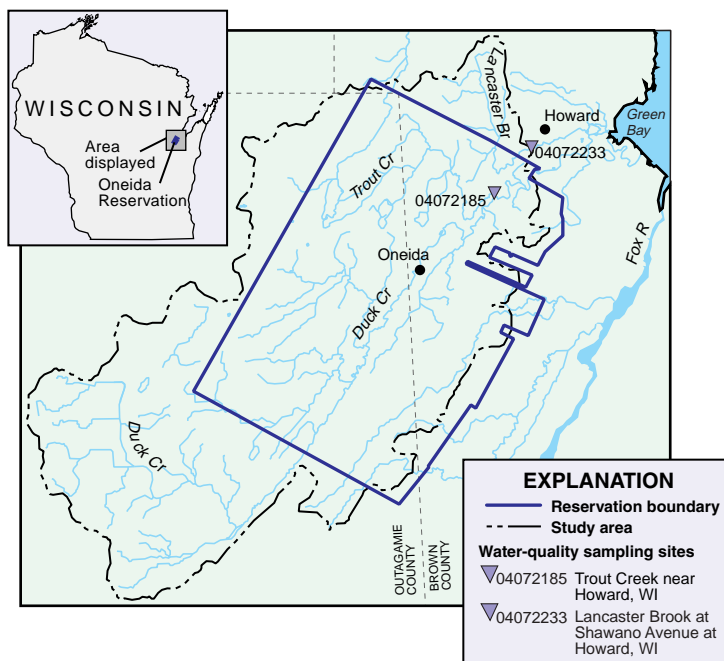 WISCONSIN
Area
displayed
Oneida
Reservation
Lancaster Br
Howard
Green
Bay
04072233
Trout Cr
04072185
Fox R
Oneida
Duck Cr
Duck Cr
OUTAGAMIE
COUNTY
BROWN
COUNTY
EXPLANATION
Reservation boundary
Study area
Water-quality sampling sites
04072185 Trout Creek near
Howard, WI
04072233 Lancaster Brook at
Shawano Avenue at
Howard, WI